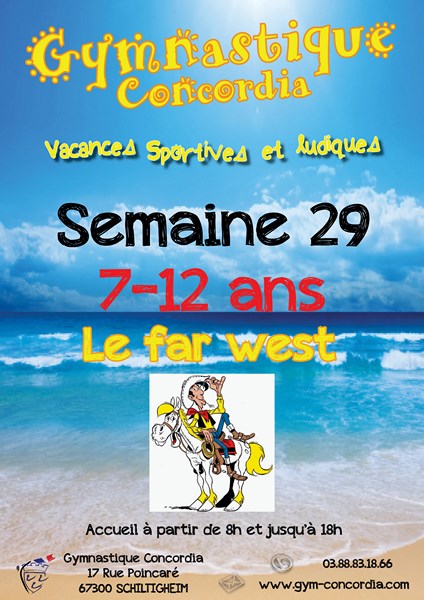 Gymnastique
Concordia
Vacances Sportives et ludiques
Semaine 29
7-12 ans
Le far west
Accueil à partir de 8h et jusqu'à 18h
Gymnastique Concordia
17 Rue Poincaré
67300 SCHILTIGHEIM
03.88.83.18.66
www.gym-concordia.com